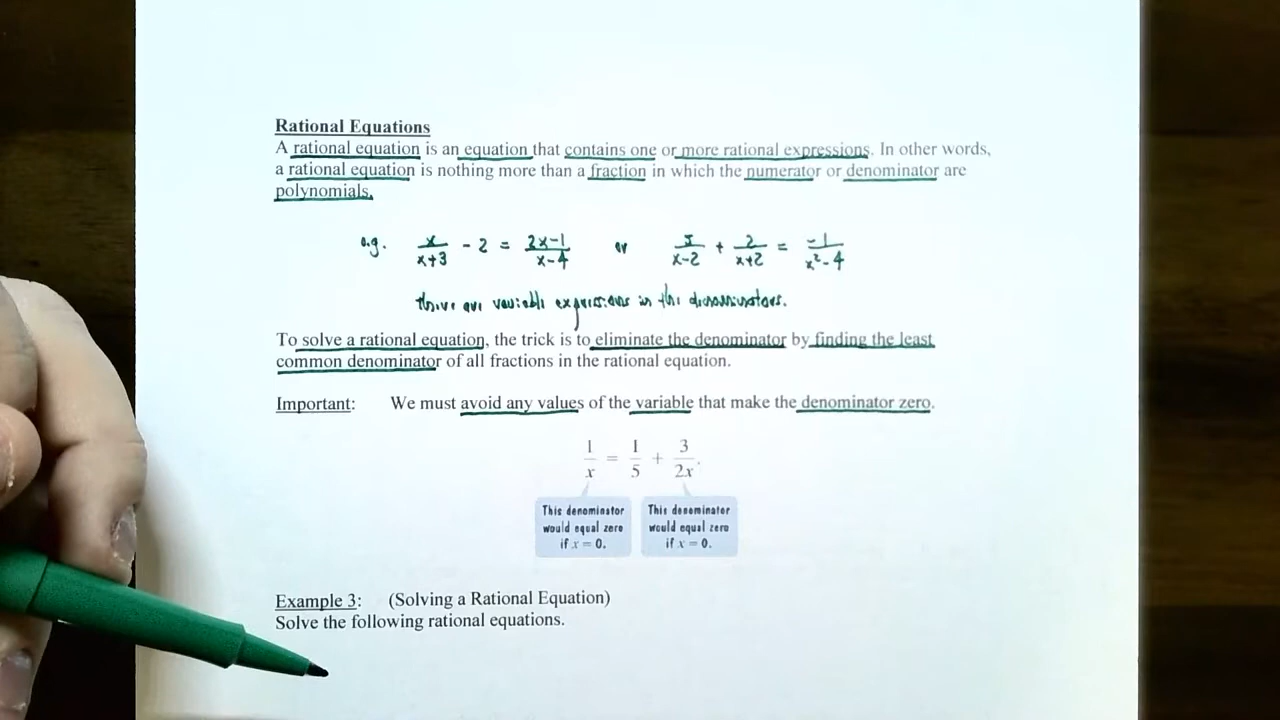 Rational Equations
A rational equation is an equation that contains one or more rational expressions. In other words,
a rational equation is nothing more than a fraction in which the numerator or denominator are
polynomials.
e.g. x/(x+3) - 2 = (2x-1)/(x-4) or 5/(x-2) + 2/(x+2) = -1/(x²-4)
there are variable expressions in the denominators.
To solve a rational equation, the trick is to eliminate the denominator by finding the least
common denominator of all fractions in the rational equation.
Important: We must avoid any values of the variable that make the denominator zero.
1/x = 1/5 + 3/2x.
This denominator
would equal zero
if x = 0.
This denominator
would equal zero
if x = 0.
Example 3: (Solving a Rational Equation)
Solve the following rational equations.